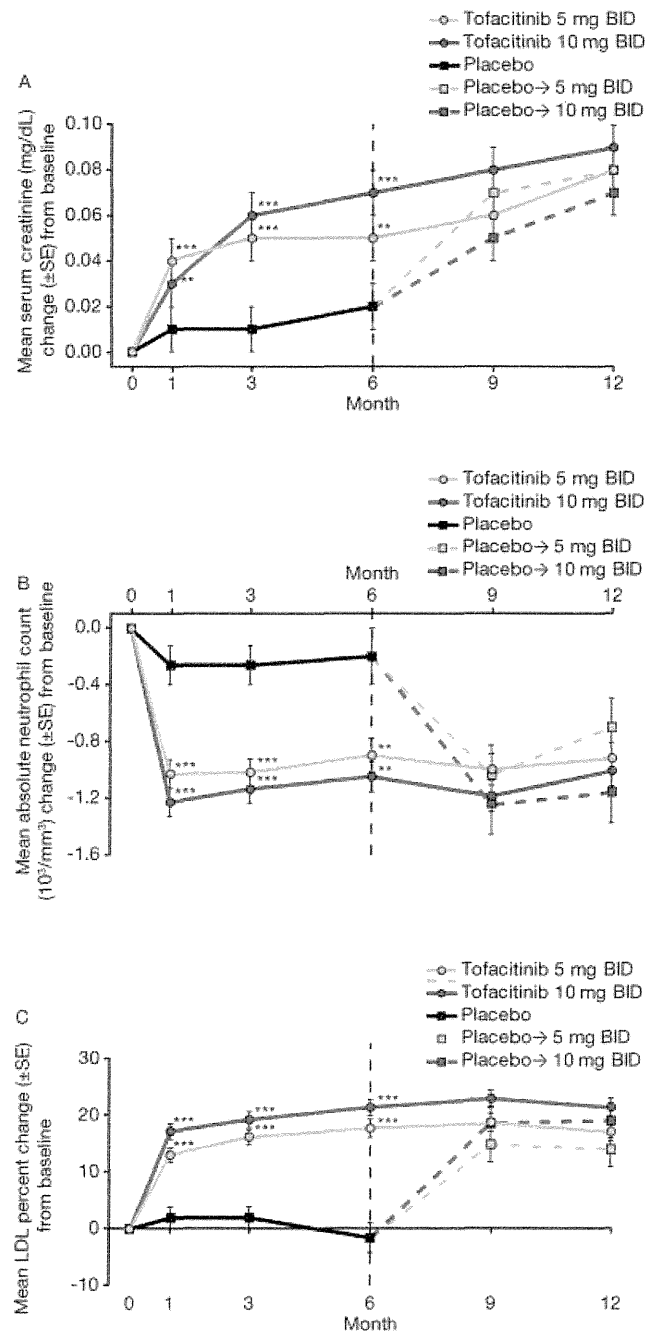 Tofacitinib 5 mg BID
Tofacitinib 10 mg BID
Placebo
Placebo→ 5 mg BID
Placebo→ 10 mg BID
A
Mean serum creatinine (mg/dL)
change (±SE) from baseline
0.10
0.08
0.06
0.04
0.02
0.00
***
***
***
***
***
**
0 1 3 6 9 12
Month
Tofacitinib 5 mg BID
Tofacitinib 10 mg BID
Placebo
Placebo→ 5 mg BID
Placebo→ 10 mg BID
B
Mean absolute neutrophil count
(10³/mm³) change (±SE) from baseline
Month
0 1 3 6 9 12
0.0
-0.4
-0.8
-1.2
-1.6
***
***
***
***
**
**
Tofacitinib 5 mg BID
Tofacitinib 10 mg BID
Placebo
Placebo→ 5 mg BID
Placebo→ 10 mg BID
C
Mean LDL percent change (±SE)
from baseline
30
20
10
0
-10
***
***
***
***
***
***
0 1 3 6 9 12
Month